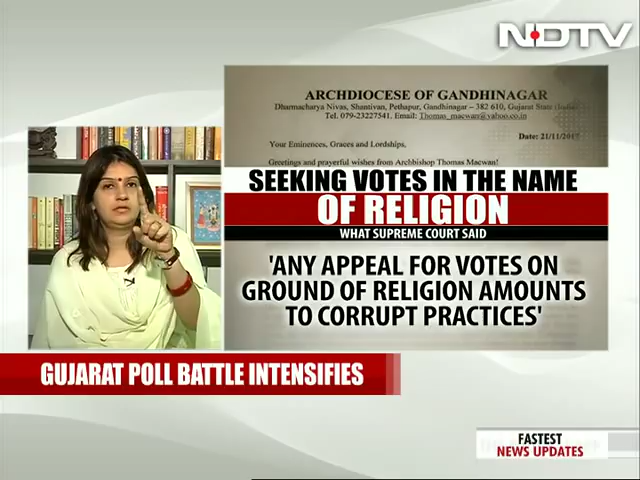 NDTV
ARCHDIOCESE OF GANDHINAGAR
Dharmacharya Nivas, Shantivan, Pethapur, Gandhinagar – 382 610, Gujarat State (India)
Tel. 079-23227541. Email: Thomas_macwan@yahoo.co.in
Date: 21/11/2017
Your Eminences, Graces and Lordships,
Greetings and prayerful wishes from Archbishop Thomas Macwan!
SEEKING VOTES IN THE NAME
OF RELIGION
WHAT SUPREME COURT SAID
'ANY APPEAL FOR VOTES ON
GROUND OF RELIGION AMOUNTS
TO CORRUPT PRACTICES'
GUJARAT POLL BATTLE INTENSIFIES
FASTEST
NEWS UPDATES